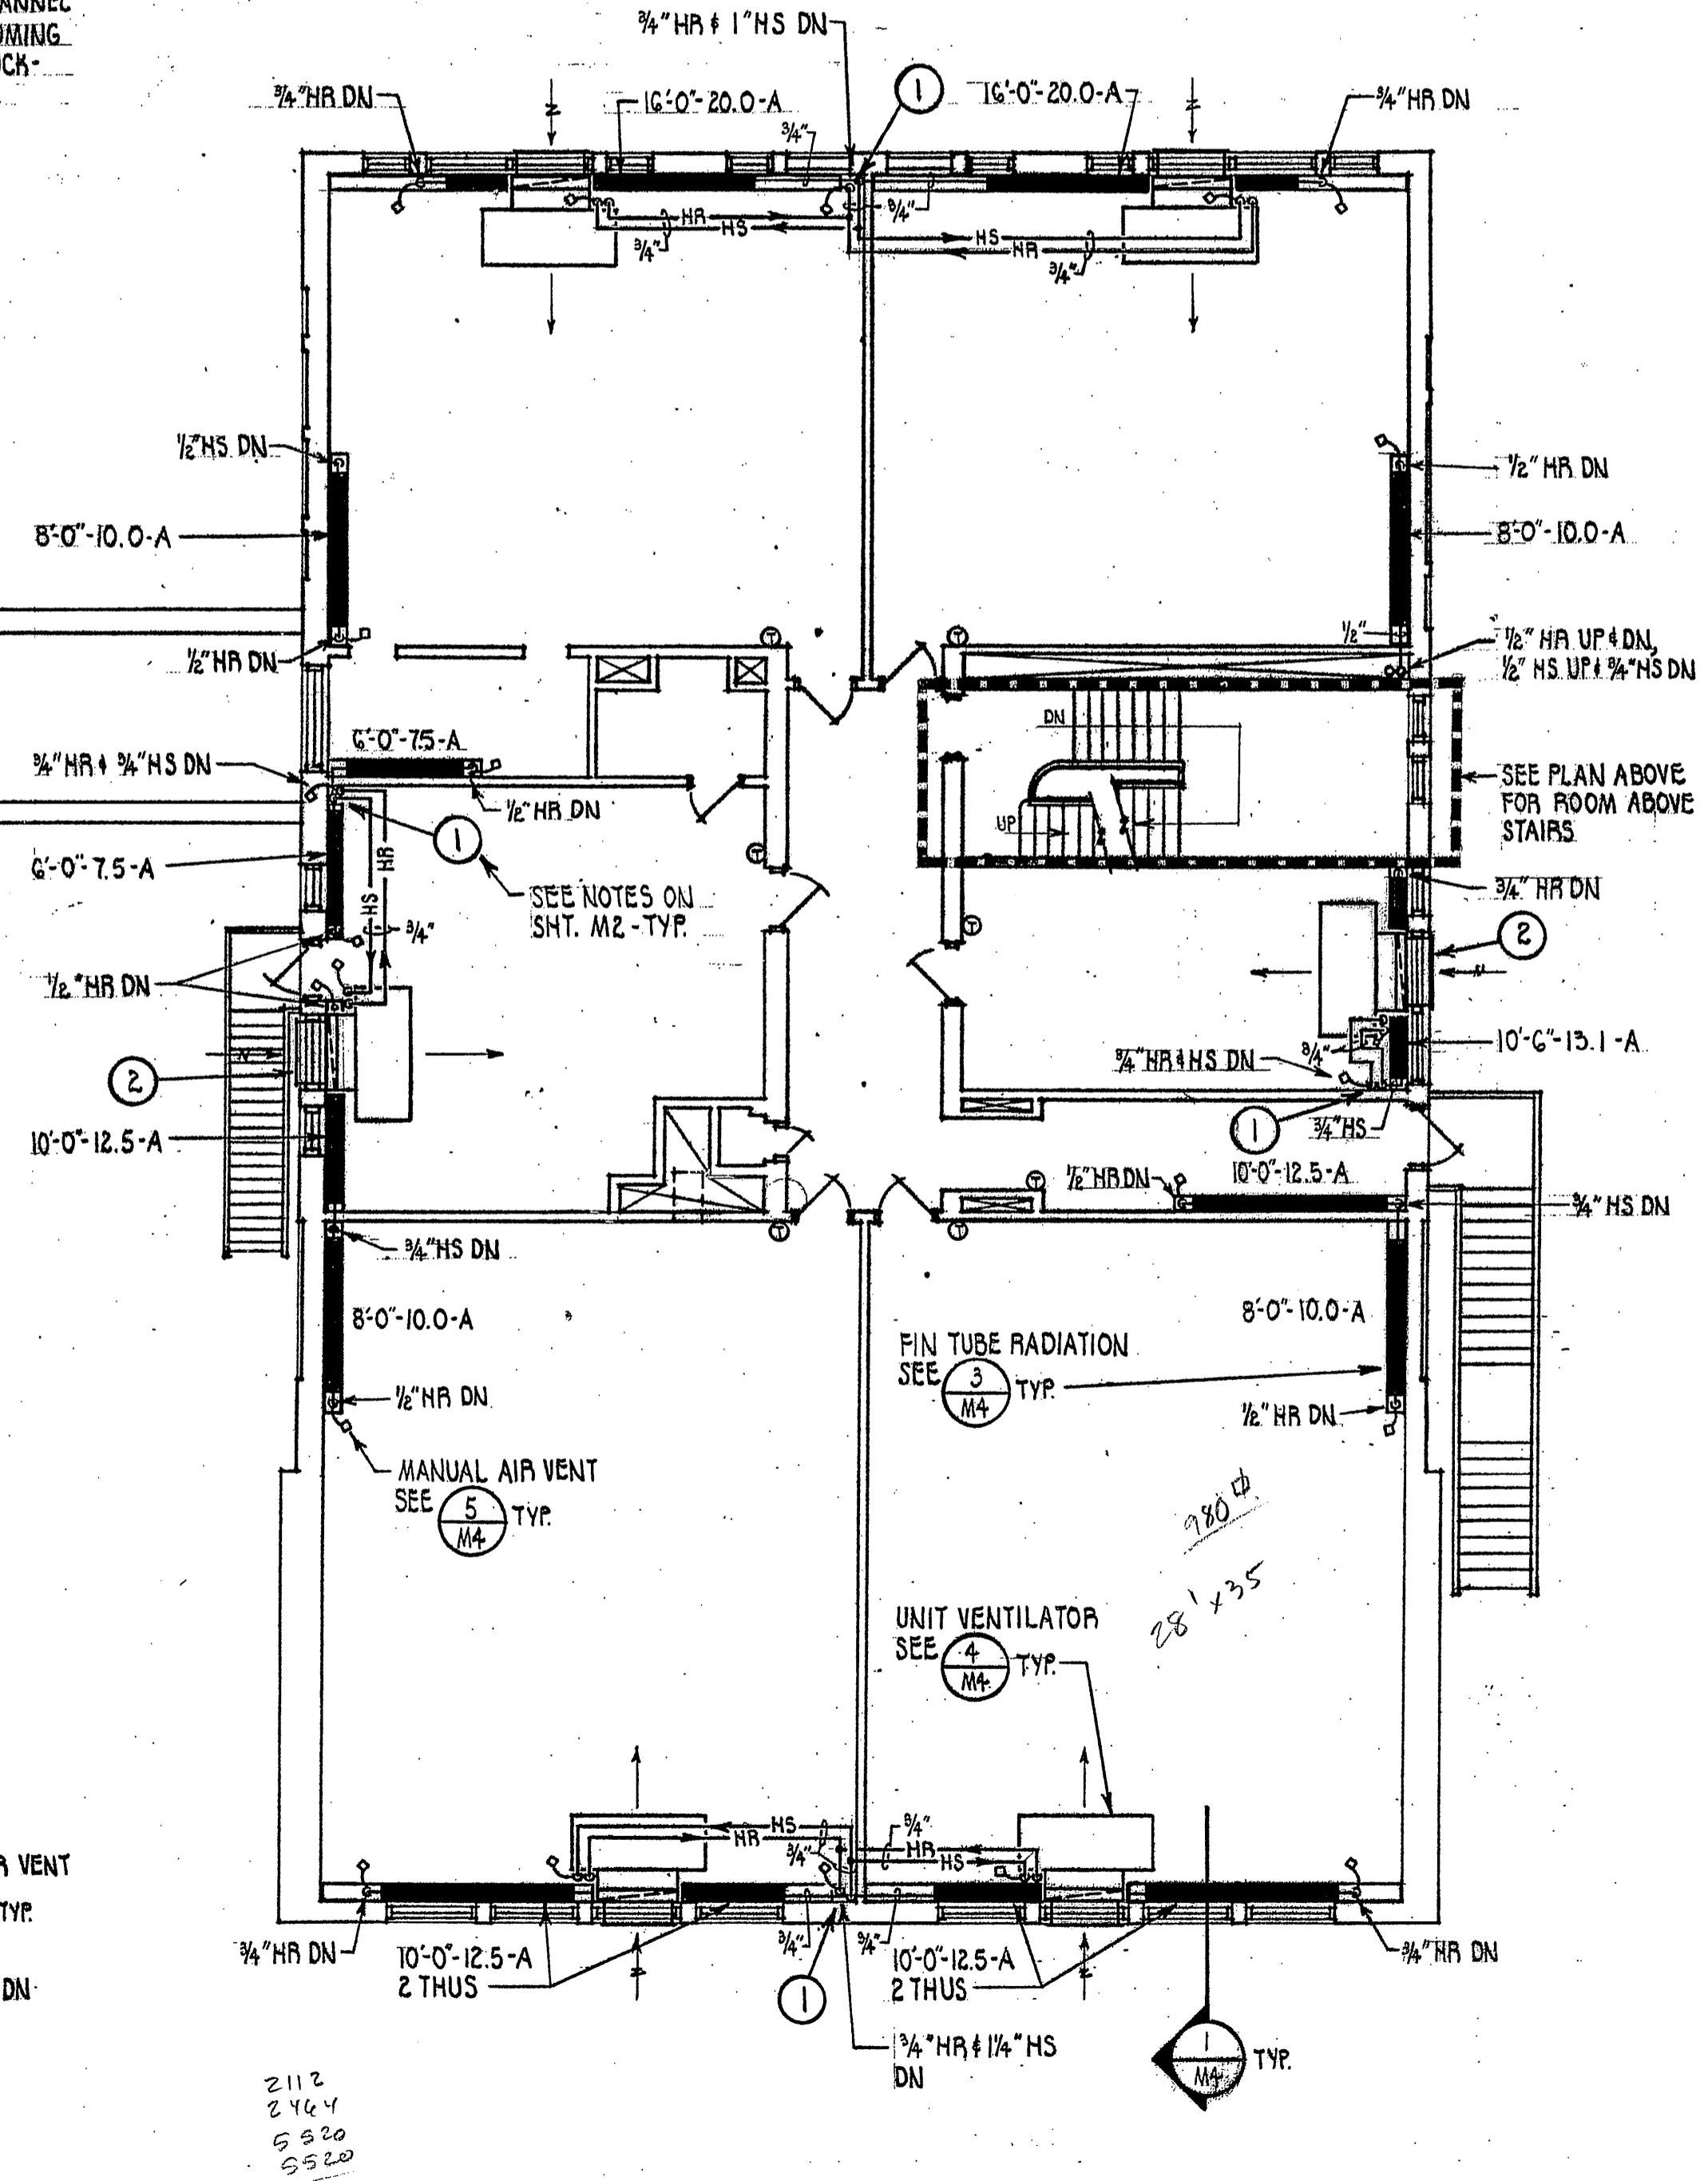 3/4" HR & 1" HS DN
1
3/4" HR DN
16'-0"-20.0-A
16'-0"-20.0-A
3/4" HR DN
3/4"
3/4"
HR
HS
3/4"
HS
HR
3/4"
1/2" HS DN
1/2" HR DN
8'-0"-10.0-A
8'-0"-10.0-A
1/2" HR DN
T
T
1/2"
1/2" HR UP & DN,
1/2" HS UP & 3/4" HS DN
6'-0"-7.5-A
DN
3/4" HR & 3/4" HS DN
SEE PLAN ABOVE
FOR ROOM ABOVE
STAIRS
1/2" HR DN
1
UP
HR
T
6'-0"-7.5-A
HS
SEE NOTES ON
SHT. M2 - TYP.
3/4" HR DN
3/4"
T
2
1/2" HR DN
10'-6"-13.1-A
3/4" HR & HS DN
3/4"
2
10'-0"-12.5-A
1
3/4" HS
1/2" HR DN
10'-0"-12.5-A
T
3/4" HS DN
3/4" HS DN
T
T
8'-0"-10.0-A
8'-0"-10.0-A
FIN TUBE RADIATION
SEE 3 TYP.
M4
1/2" HR DN
1/2" HR DN
MANUAL AIR VENT
SEE 5 TYP.
M4
980
28' x 35
UNIT VENTILATOR
SEE 4 TYP.
M4
HS
HR
3/4"
3/4"
HR
HS
VENT
TYP.
3/4" HR DN
10'-0"-12.5-A
2 THUS
3/4"
3/4"
10'-0"-12.5-A
2 THUS
3/4" HR DN
DN
1
3/4" HR & 1 1/4" HS
DN
1 TYP.
M4
2112
2464
5520
5520